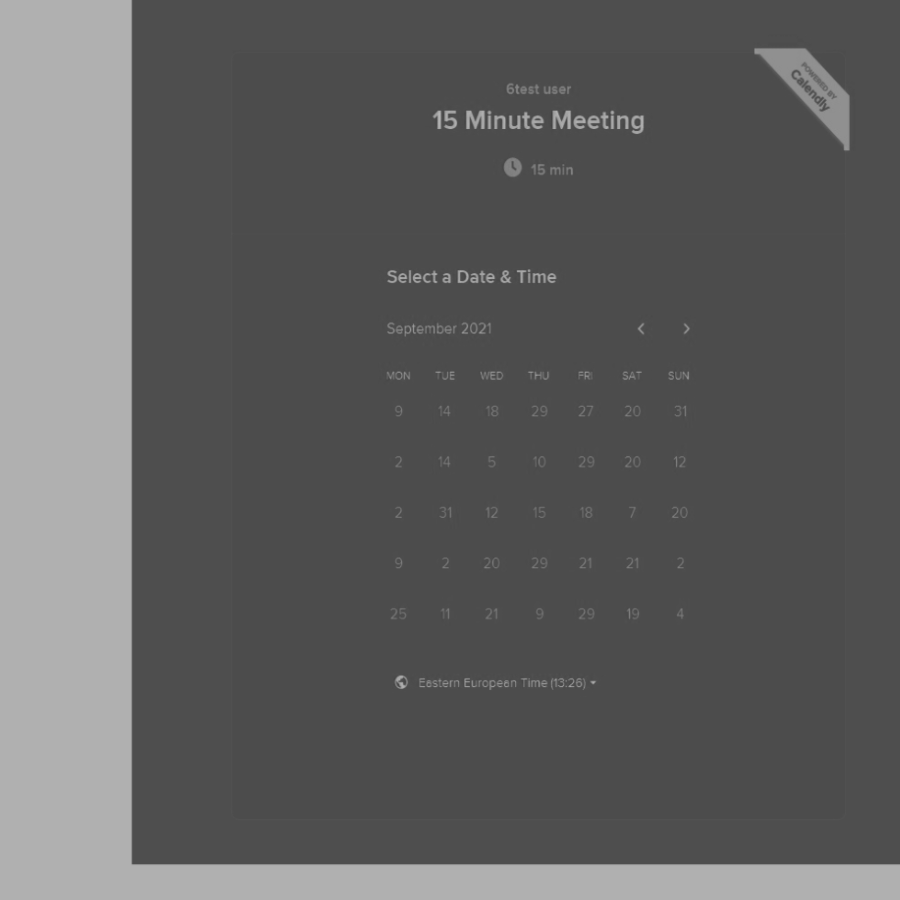 POWERED BY
Calendly
6test user
15 Minute Meeting
15 min
Select a Date & Time
September 2021
MON TUE WED THU FRI SAT SUN
9 14 18 29 27 20 31
2 14 5 10 29 20 12
2 31 12 15 18 7 20
9 2 20 29 21 21 2
25 11 21 9 29 19 4
Eastern European Time (13:26)